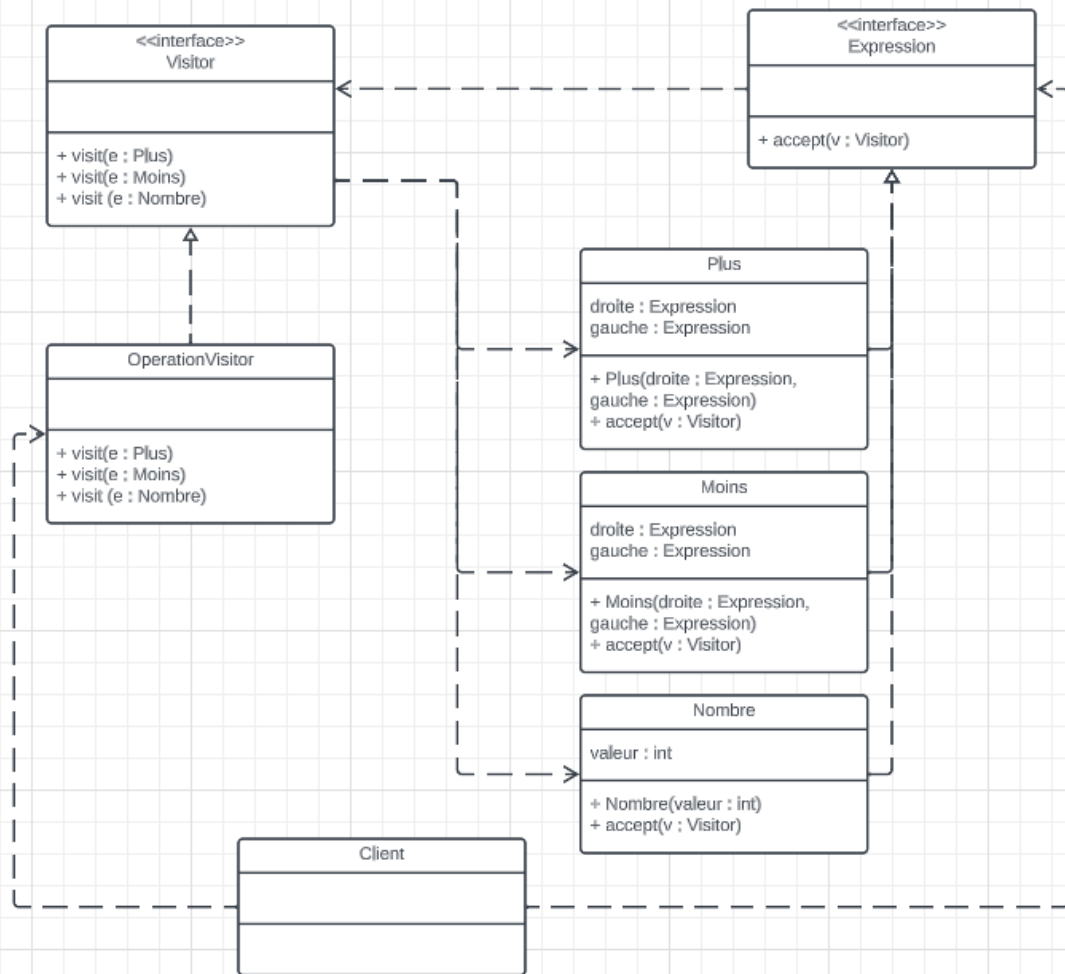 <<interface>>
Visitor
+ visit(e : Plus)
+ visit(e : Moins)
+ visit (e : Nombre)
<<interface>>
Expression
+ accept(v : Visitor)
Plus
droite : Expression
gauche : Expression
+ Plus(droite : Expression,
gauche : Expression)
+ accept(v : Visitor)
OperationVisitor
+ visit(e : Plus)
+ visit(e : Moins)
+ visit (e : Nombre)
Moins
droite : Expression
gauche : Expression
+ Moins(droite : Expression,
gauche : Expression)
+ accept(v : Visitor)
Nombre
valeur : int
+ Nombre(valeur : int)
+ accept(v : Visitor)
Client